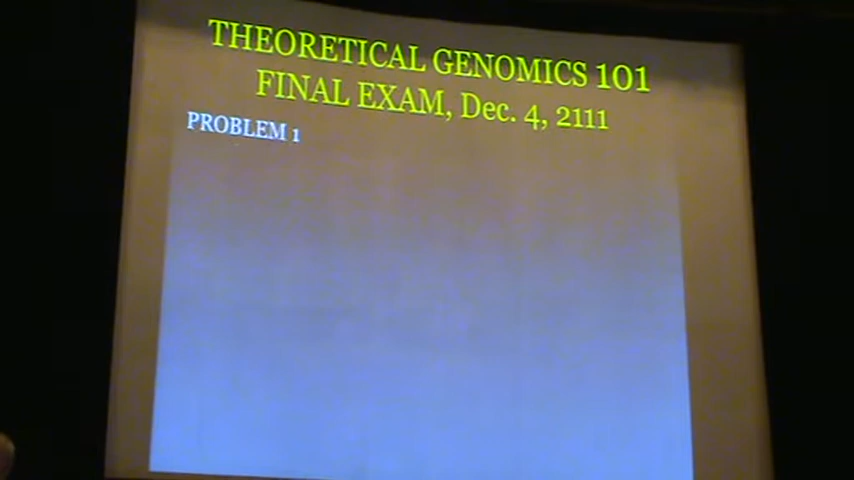 THEORETICAL GENOMICS 101
FINAL EXAM, Dec. 4, 2111
PROBLEM 1